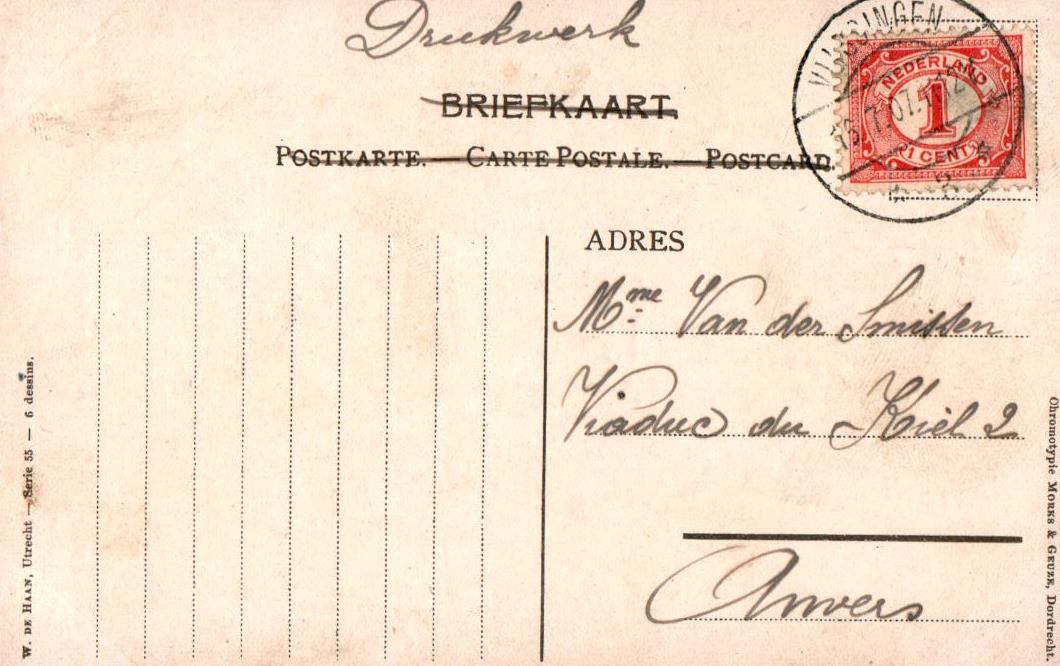 Drukwerk
BRIEFKAART.
POSTKARTE. — CARTE POSTALE. — POSTCARD.
VLISSINGEN
NEDERLAND
1
1 CENT
ADRES
Mme Van der Smissen
Viaduc du Kiel 2
Anvers
W. DE HAAN, Utrecht — Serie 55 — 6 dessins.
Chromotypie MORKS & GEUZE, Dordrecht.